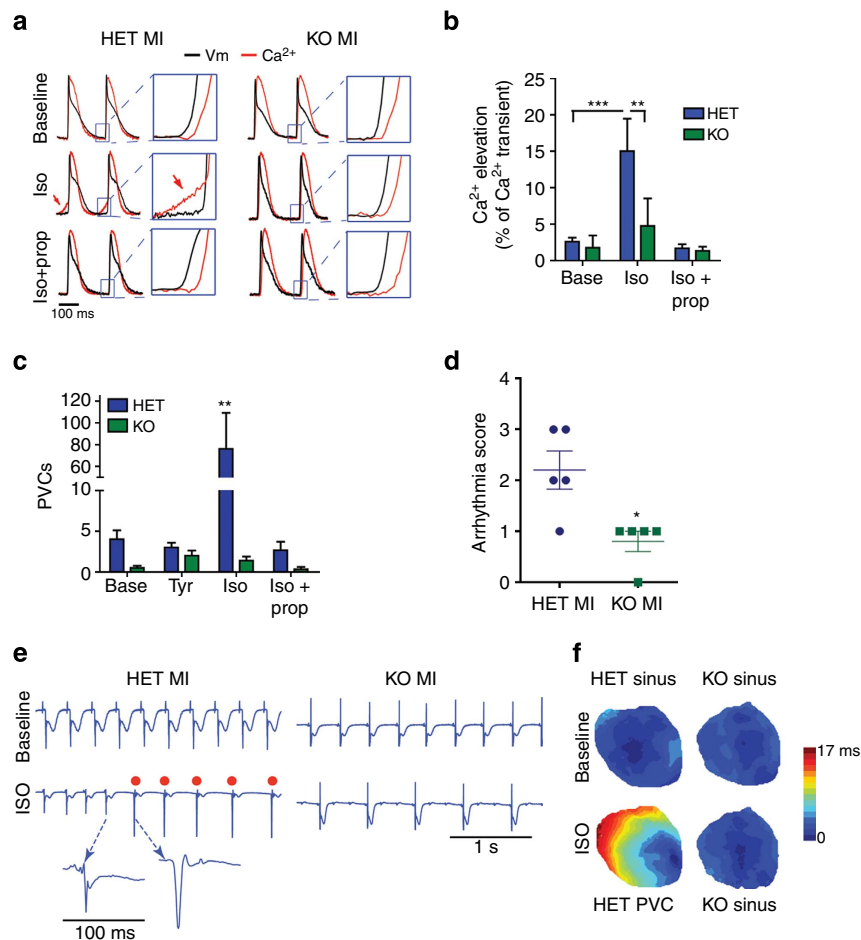 a
HET MI
KO MI
Vm
Ca²⁺
Baseline
Iso
Iso+prop
100 ms
b
Ca²⁺ elevation
(% of Ca²⁺ transient)
25
20
15
10
5
0
***
**
HET
KO
Base
Iso
Iso +
prop
c
PVCs
120
100
80
60
10
5
0
HET
KO
**
Base
Tyr
Iso
Iso +
prop
d
Arrhythmia score
4
3
2
1
0
*
HET MI
KO MI
e
HET MI
KO MI
Baseline
ISO
1 s
100 ms
f
HET sinus
KO sinus
Baseline
17 ms
0
ISO
HET PVC
KO sinus